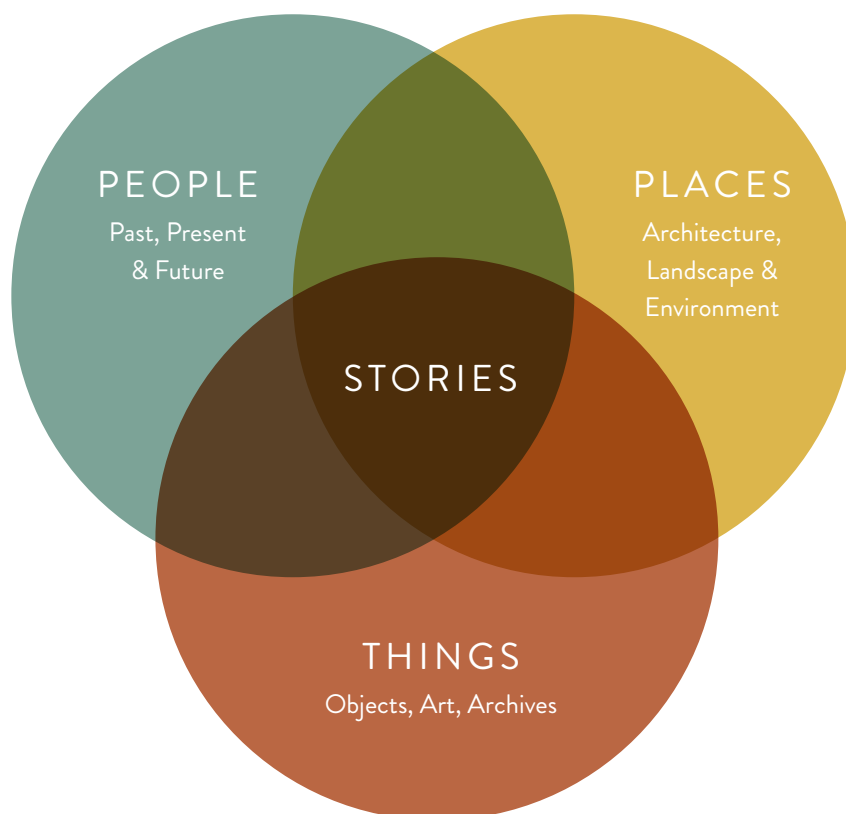 PEOPLE
Past, Present
& Future
PLACES
Architecture,
Landscape &
Environment
STORIES
THINGS
Objects, Art, Archives